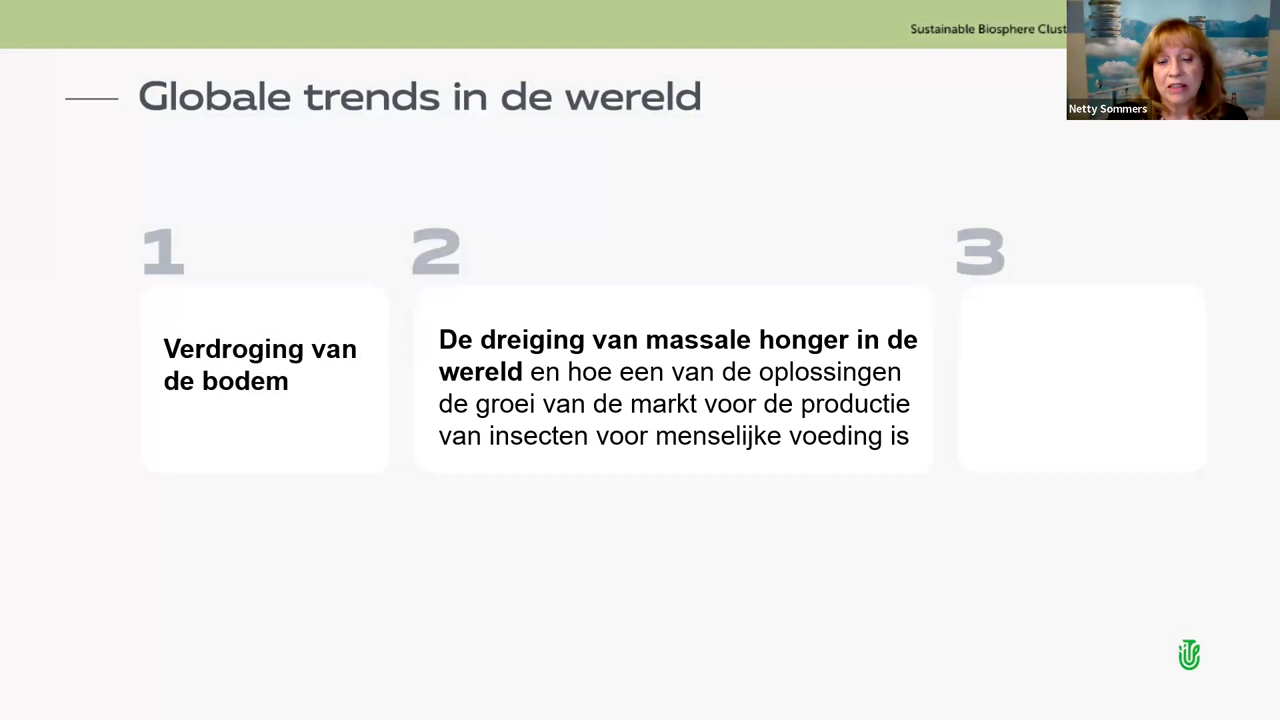 Sustainable Biosphere
Netty Sommers
Globale trends in de wereld
1
Verdroging van
de bodem
2
De dreiging van massale honger in de
wereld en hoe een van de oplossingen
de groei van de markt voor de productie
van insecten voor menselijke voeding is
3